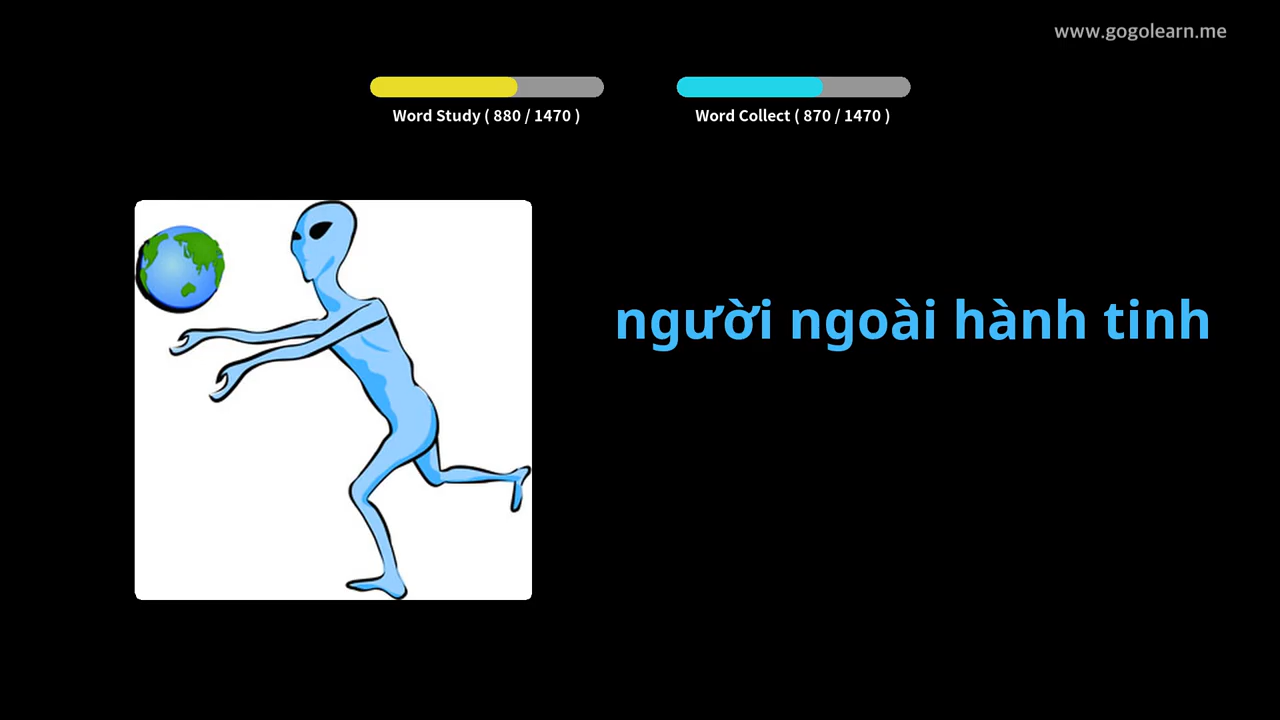 www.gogolearn.me
Word Study ( 880 / 1470 )
Word Collect ( 870 / 1470 )
người ngoài hành tinh